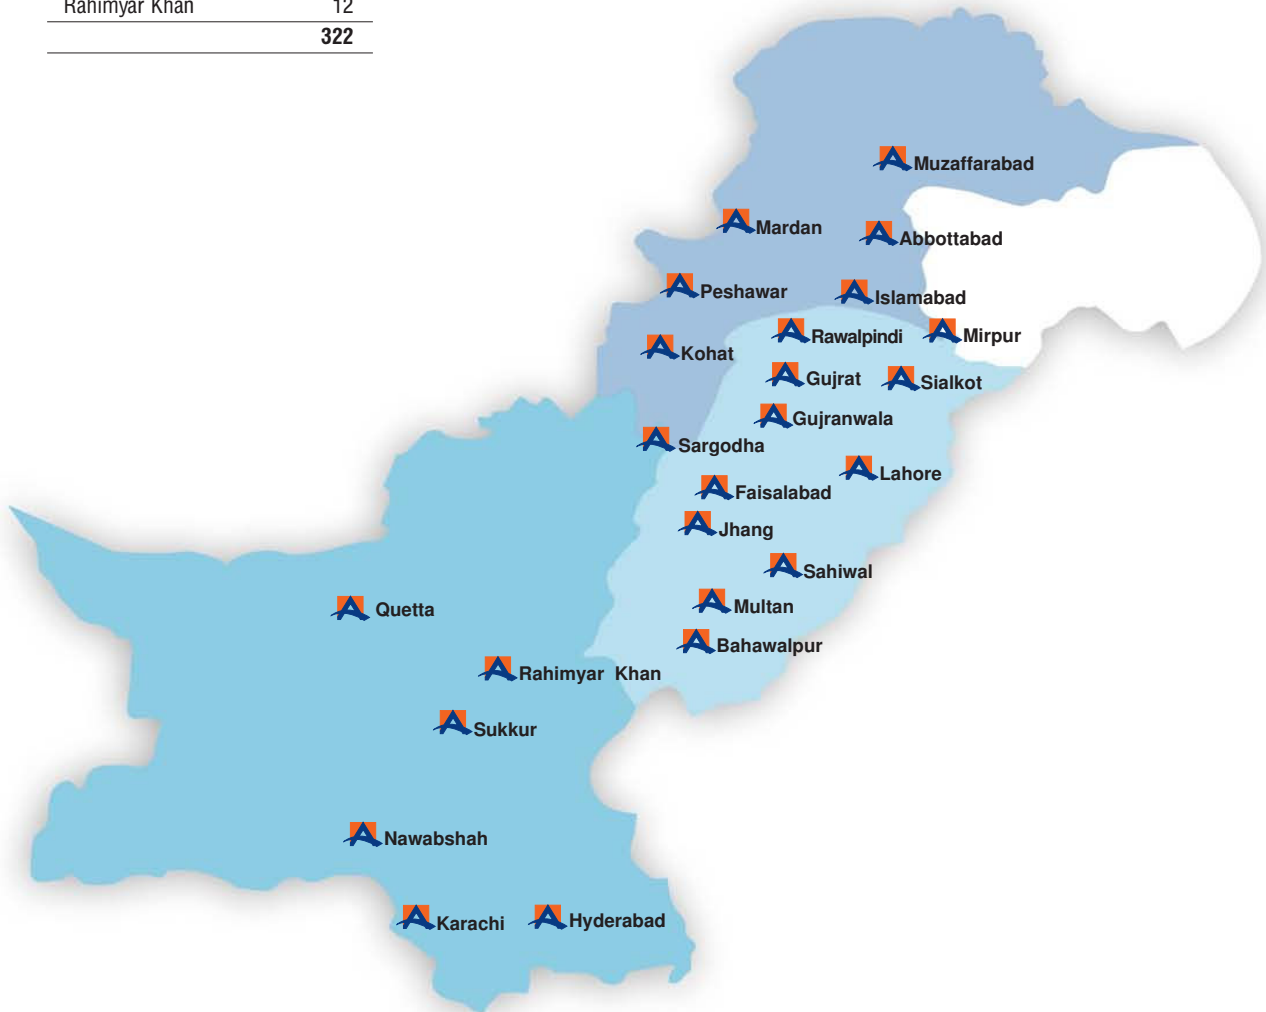 Rahimyar Khan 12
322
Muzaffarabad
Mardan
Abbottabad
Peshawar
Islamabad
Rawalpindi
Mirpur
Kohat
Gujrat
Sialkot
Gujranwala
Sargodha
Lahore
Faisalabad
Jhang
Sahiwal
Quetta
Multan
Bahawalpur
Rahimyar Khan
Sukkur
Nawabshah
Karachi
Hyderabad